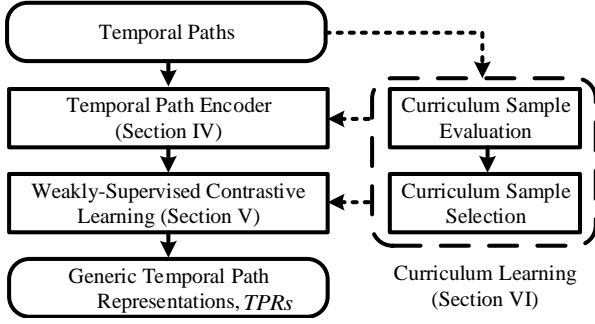 Temporal Paths
Temporal Path Encoder
(Section IV)
Weakly-Supervised Contrastive
Learning (Section V)
Generic Temporal Path
Representations, TPRs
Curriculum Sample
Evaluation
Curriculum Sample
Selection
Curriculum Learning
(Section VI)